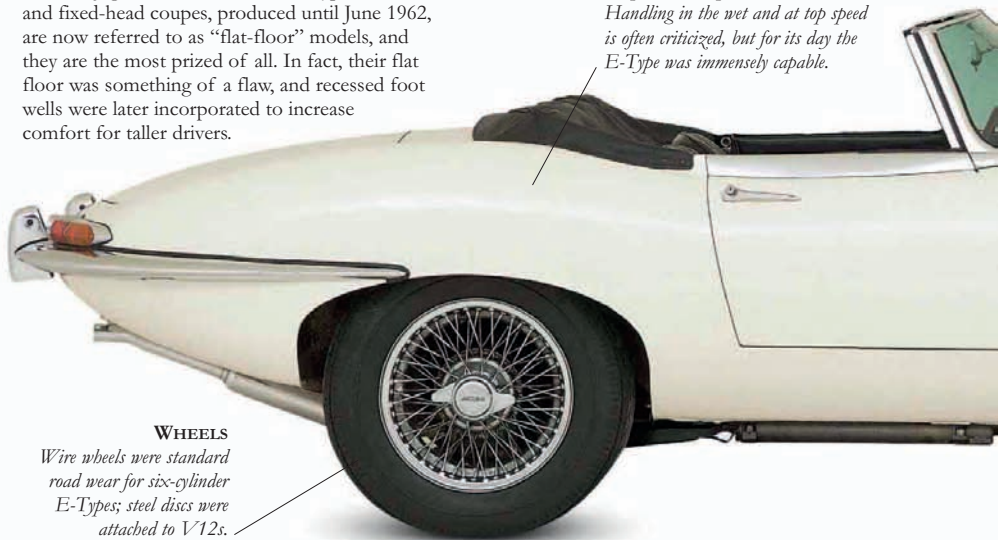 and fixed-head coupes, produced until June 1962,
are now referred to as “flat-floor” models, and
they are the most prized of all. In fact, their flat
floor was something of a flaw, and recessed foot
wells were later incorporated to increase
comfort for taller drivers.
Handling in the wet and at top speed
is often criticized, but for its day the
E-Type was immensely capable.
WHEELS
Wire wheels were standard
road wear for six-cylinder
E-Types; steel discs were
attached to V12s.